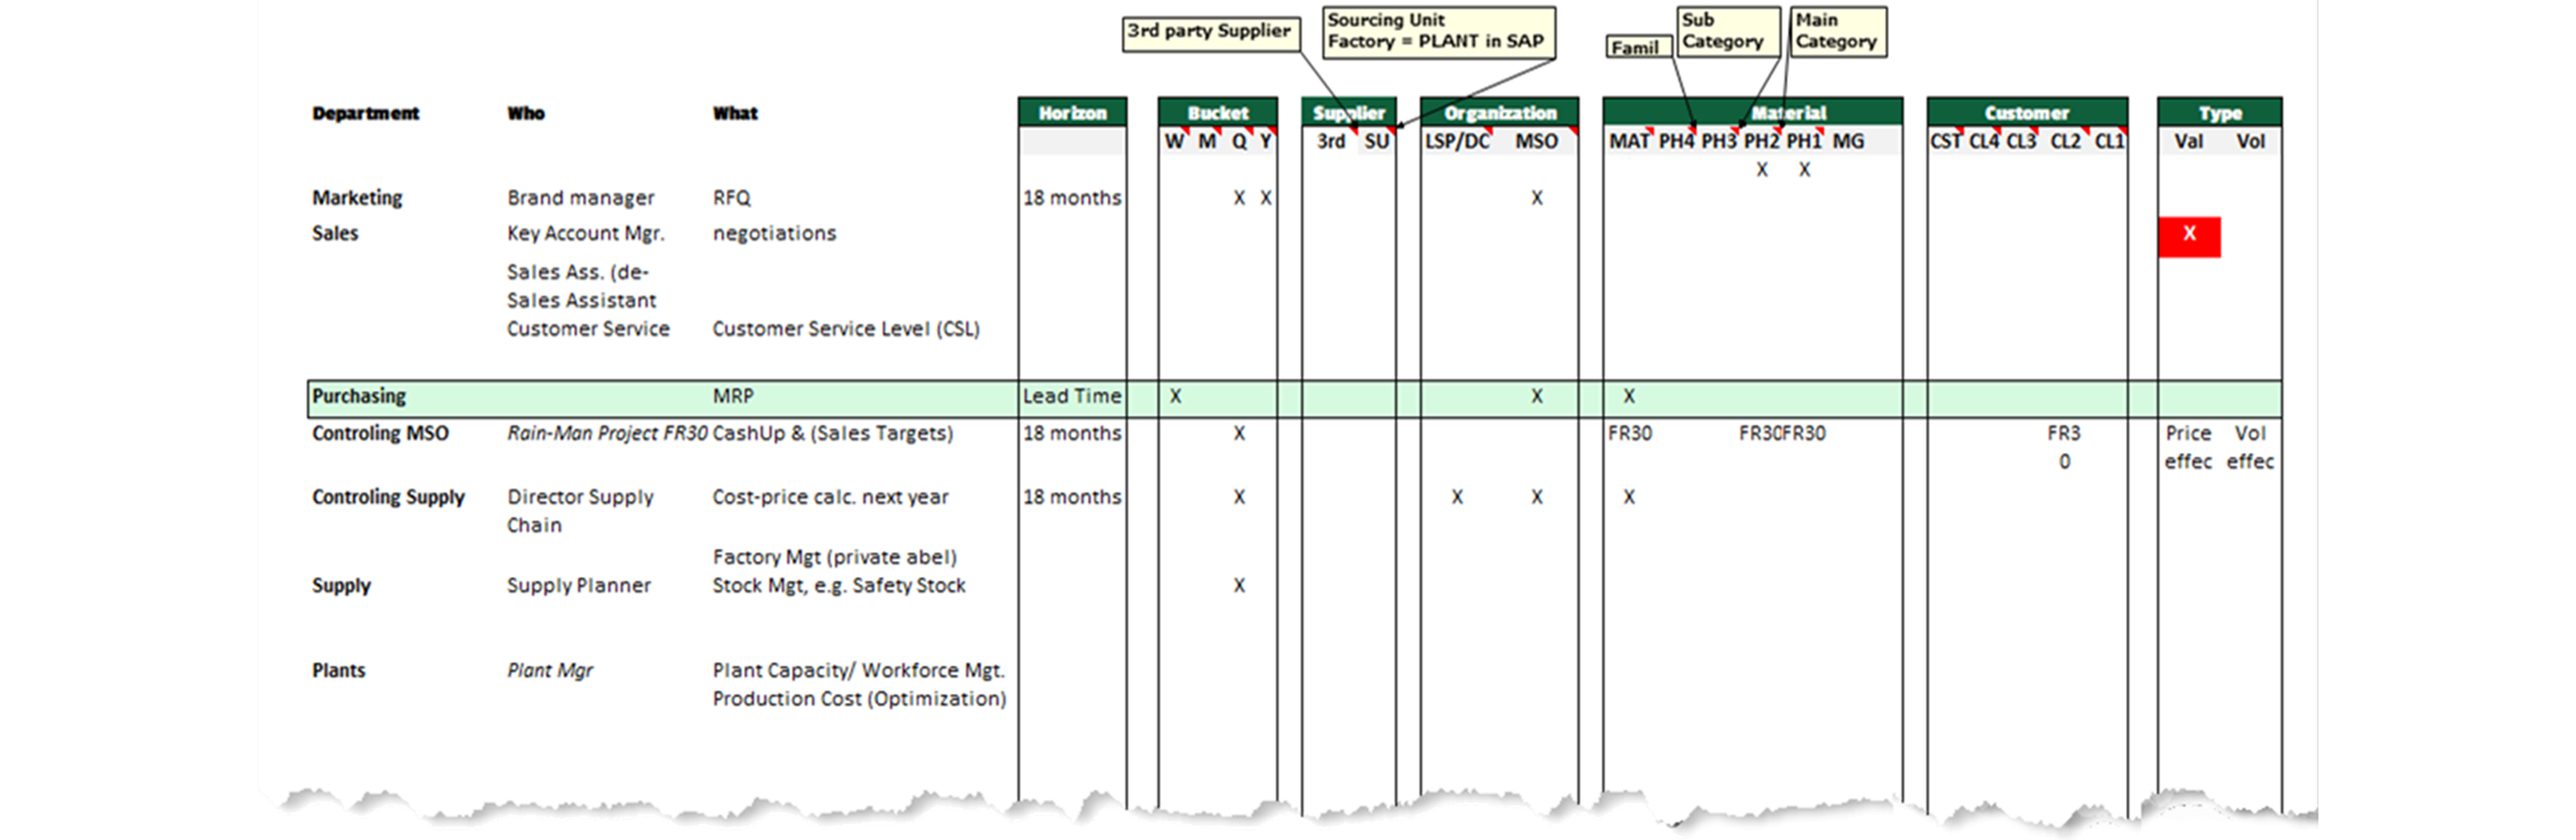 3rd party Supplier
Sourcing Unit
Factory = PLANT in SAP
Famil
Sub
Category
Main
Category
Department Who What Horizon Bucket Supplier Organization Material Customer Type
W M Q Y 3rd SU LSP/DC MSO MAT PH4 PH3 PH2 PH1 MG CST CL4 CL3 CL2 CL1 Val Vol
X X
Marketing Brand manager RFQ 18 months X X X
Sales Key Account Mgr. negotiations X
Sales Ass. (de-
Sales Assistant
Customer Service Customer Service Level (CSL)
Purchasing MRP Lead Time X X X
Controling MSO Rain-Man Project FR30 CashUp & (Sales Targets) 18 months X FR30 FR30 FR30 FR3 Price Vol
0 effec effec
Controling Supply Director Supply Cost-price calc. next year 18 months X X X X
Chain
Factory Mgt (private abel)
Supply Supply Planner Stock Mgt, e.g. Safety Stock X
Plants Plant Mgr Plant Capacity/ Workforce Mgt.
Production Cost (Optimization)